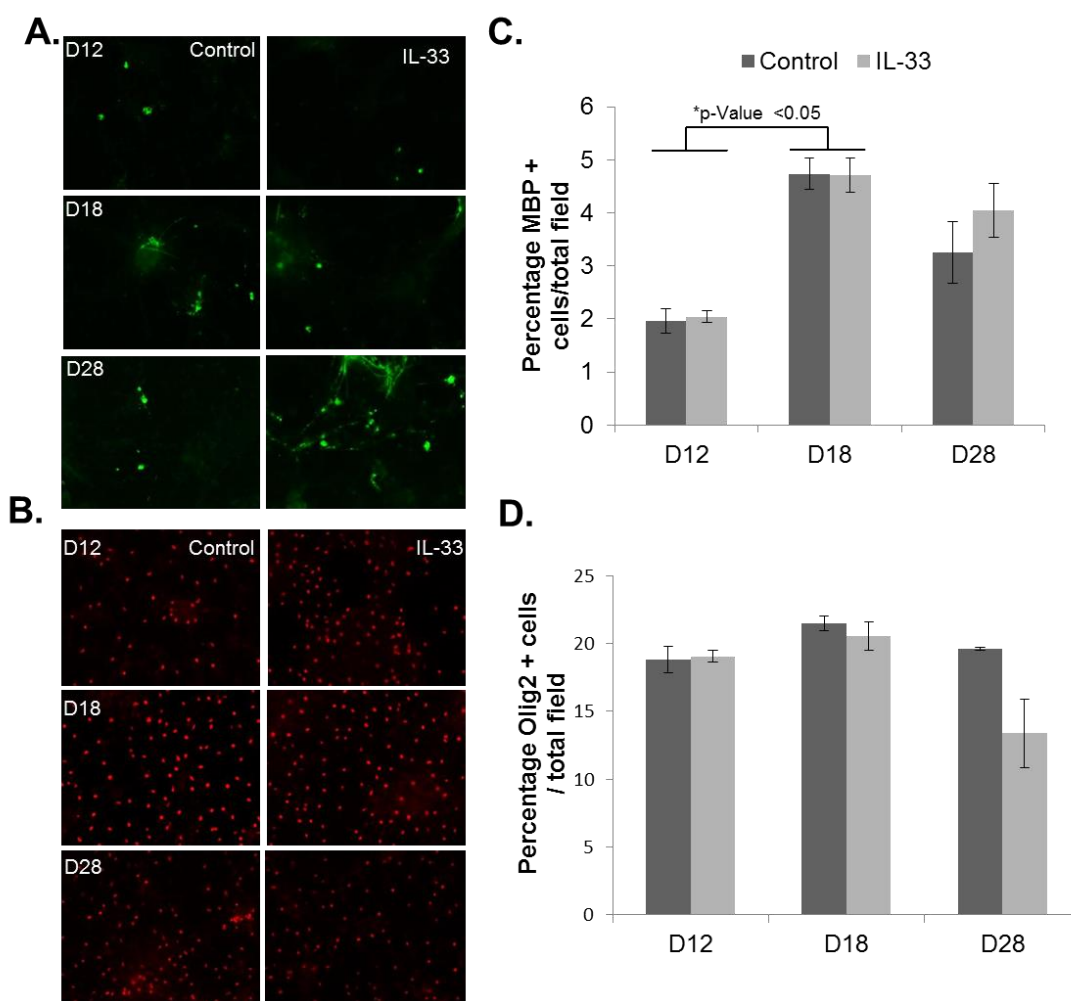 A.
D12 Control
IL-33
D18
D28
B.
D12 Control
IL-33
D18
D28
C.
Control IL-33
*p-Value <0.05
Percentage MBP +
cells/total field
6
5
4
3
2
1
0
D12 D18 D28
D.
Percentage Olig2 + cells
/ total field
25
20
15
10
5
0
D12 D18 D28